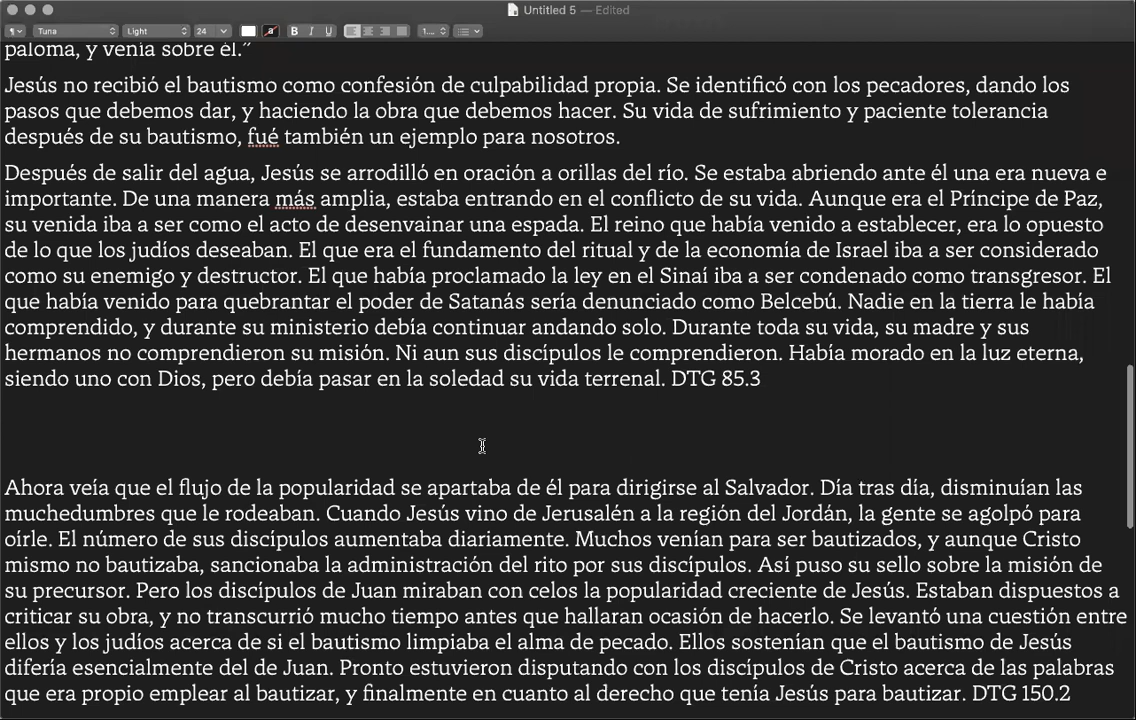 Untitled 5 — Edited
¶ Tuna Light 24 a B I U 1...
paloma, y venía sobre él.”
Jesús no recibió el bautismo como confesión de culpabilidad propia. Se identificó con los pecadores, dando los
pasos que debemos dar, y haciendo la obra que debemos hacer. Su vida de sufrimiento y paciente tolerancia
después de su bautismo, fué también un ejemplo para nosotros.
Después de salir del agua, Jesús se arrodilló en oración a orillas del río. Se estaba abriendo ante él una era nueva e
importante. De una manera más amplia, estaba entrando en el conflicto de su vida. Aunque era el Príncipe de Paz,
su venida iba a ser como el acto de desenvainar una espada. El reino que había venido a establecer, era lo opuesto
de lo que los judíos deseaban. El que era el fundamento del ritual y de la economía de Israel iba a ser considerado
como su enemigo y destructor. El que había proclamado la ley en el Sinaí iba a ser condenado como transgresor. El
que había venido para quebrantar el poder de Satanás sería denunciado como Belcebú. Nadie en la tierra le había
comprendido, y durante su ministerio debía continuar andando solo. Durante toda su vida, su madre y sus
hermanos no comprendieron su misión. Ni aun sus discípulos le comprendieron. Había morado en la luz eterna,
siendo uno con Dios, pero debía pasar en la soledad su vida terrenal. DTG 85.3
Ahora veía que el flujo de la popularidad se apartaba de él para dirigirse al Salvador. Día tras día, disminuían las
muchedumbres que le rodeaban. Cuando Jesús vino de Jerusalén a la región del Jordán, la gente se agolpó para
oírle. El número de sus discípulos aumentaba diariamente. Muchos venían para ser bautizados, y aunque Cristo
mismo no bautizaba, sancionaba la administración del rito por sus discípulos. Así puso su sello sobre la misión de
su precursor. Pero los discípulos de Juan miraban con celos la popularidad creciente de Jesús. Estaban dispuestos a
criticar su obra, y no transcurrió mucho tiempo antes que hallaran ocasión de hacerlo. Se levantó una cuestión entre
ellos y los judíos acerca de si el bautismo limpiaba el alma de pecado. Ellos sostenían que el bautismo de Jesús
difería esencialmente del de Juan. Pronto estuvieron disputando con los discípulos de Cristo acerca de las palabras
que era propio emplear al bautizar, y finalmente en cuanto al derecho que tenía Jesús para bautizar. DTG 150.2